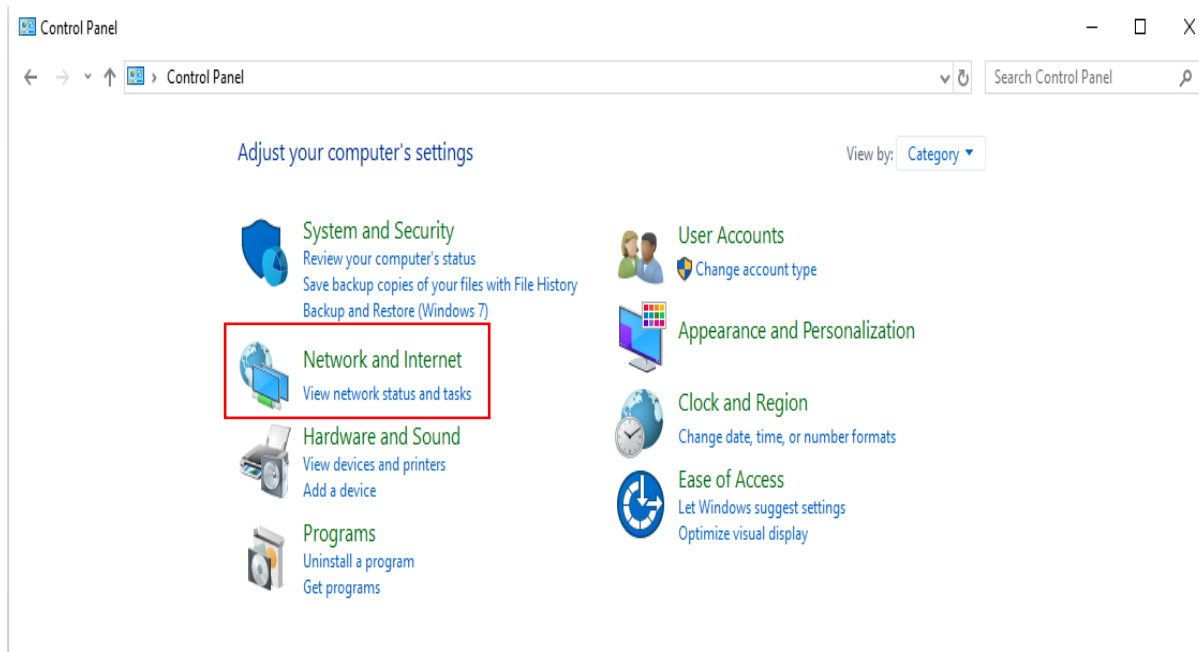 Control Panel
Control Panel
Search Control Panel
Adjust your computer's settings
View by: Category
System and Security
Review your computer's status
Save backup copies of your files with File History
Backup and Restore (Windows 7)
Network and Internet
View network status and tasks
Hardware and Sound
View devices and printers
Add a device
Programs
Uninstall a program
Get programs
User Accounts
Change account type
Appearance and Personalization
Clock and Region
Change date, time, or number formats
Ease of Access
Let Windows suggest settings
Optimize visual display